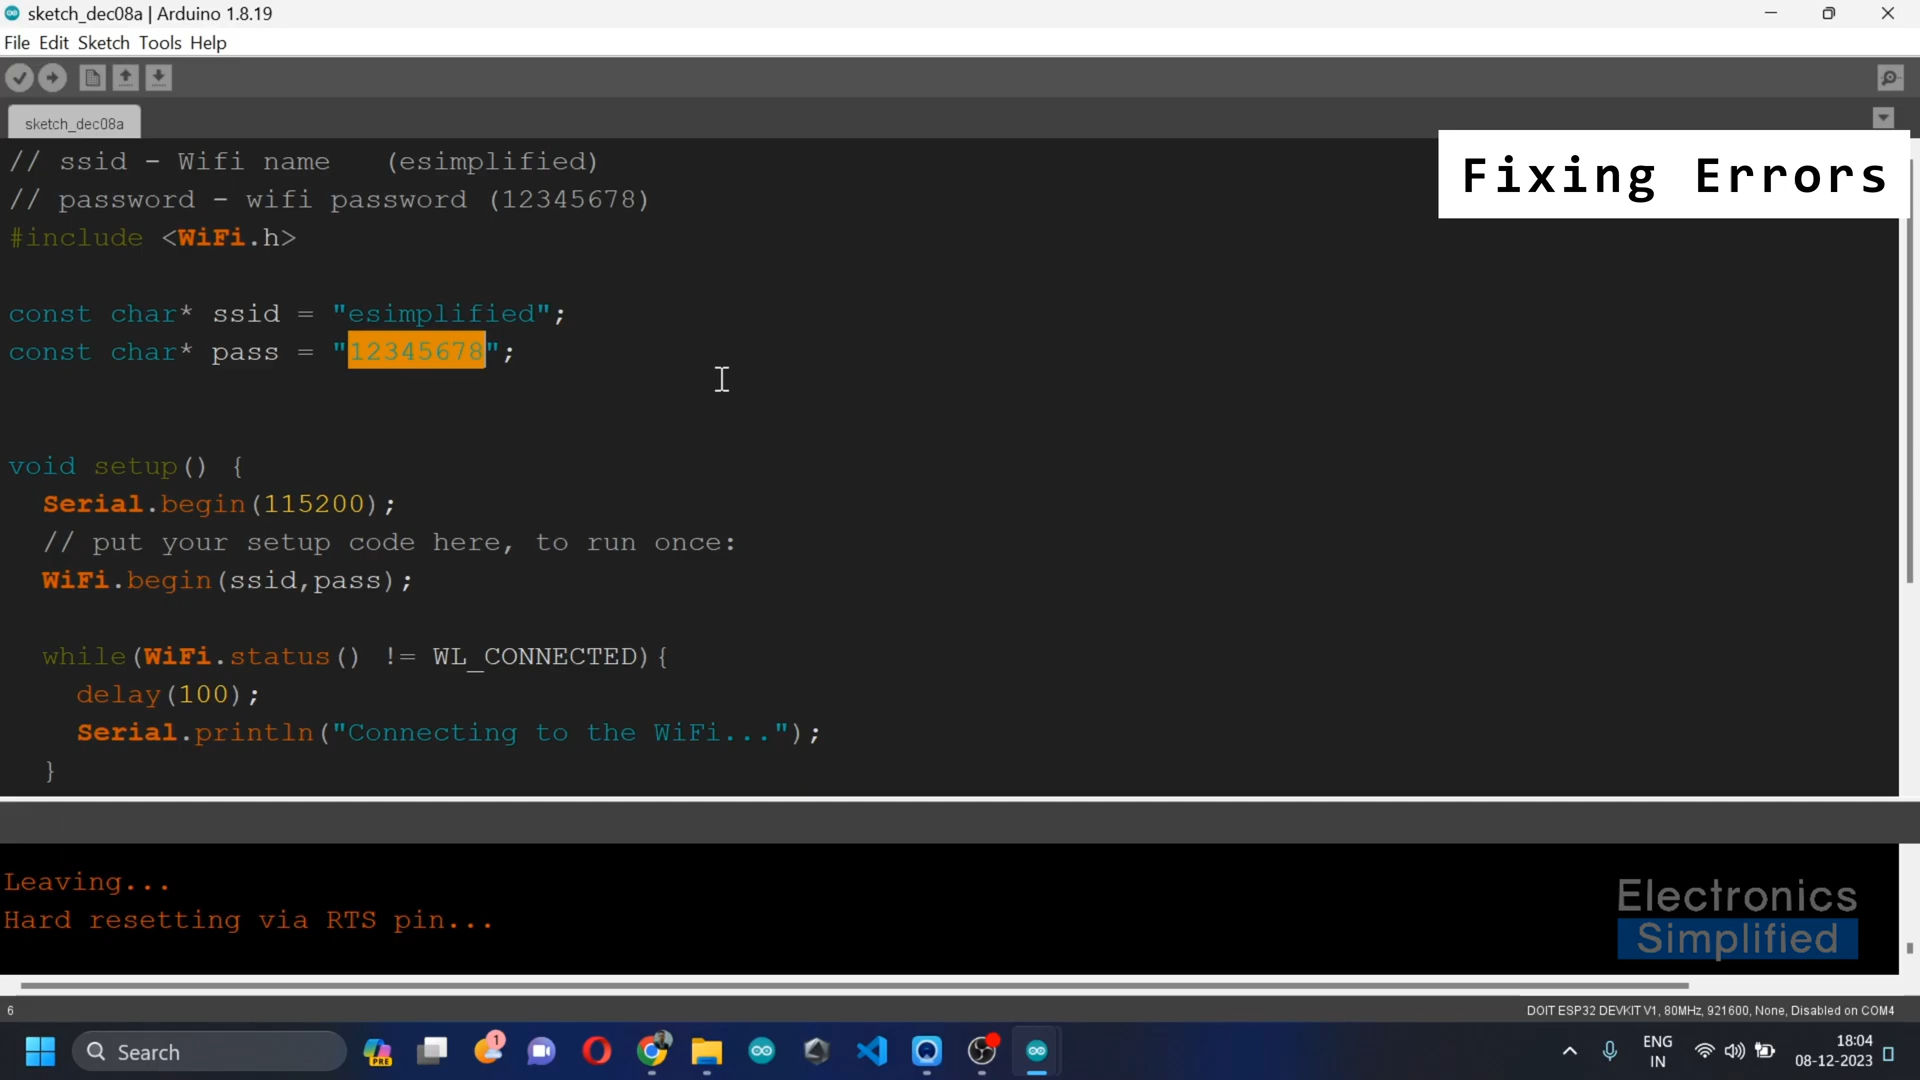 sketch_dec08a | Arduino 1.8.19
File Edit Sketch Tools Help
sketch_dec08a
Fixing Errors
// ssid - Wifi name (esimplified)
// password - wifi password (12345678)
#include <WiFi.h>
const char* ssid = "esimplified";
const char* pass = "12345678";
void setup() {
Serial.begin(115200);
// put your setup code here, to run once:
WiFi.begin(ssid,pass);
while(WiFi.status() != WL_CONNECTED){
delay(100);
Serial.println("Connecting to the WiFi...");
}
Leaving...
Hard resetting via RTS pin...
Electronics
Simplified
6
DOIT ESP32 DEVKIT V1, 80MHz, 921600, None, Disabled on COM4
Search
PRE
1
ENG
IN
18:04
08-12-2023